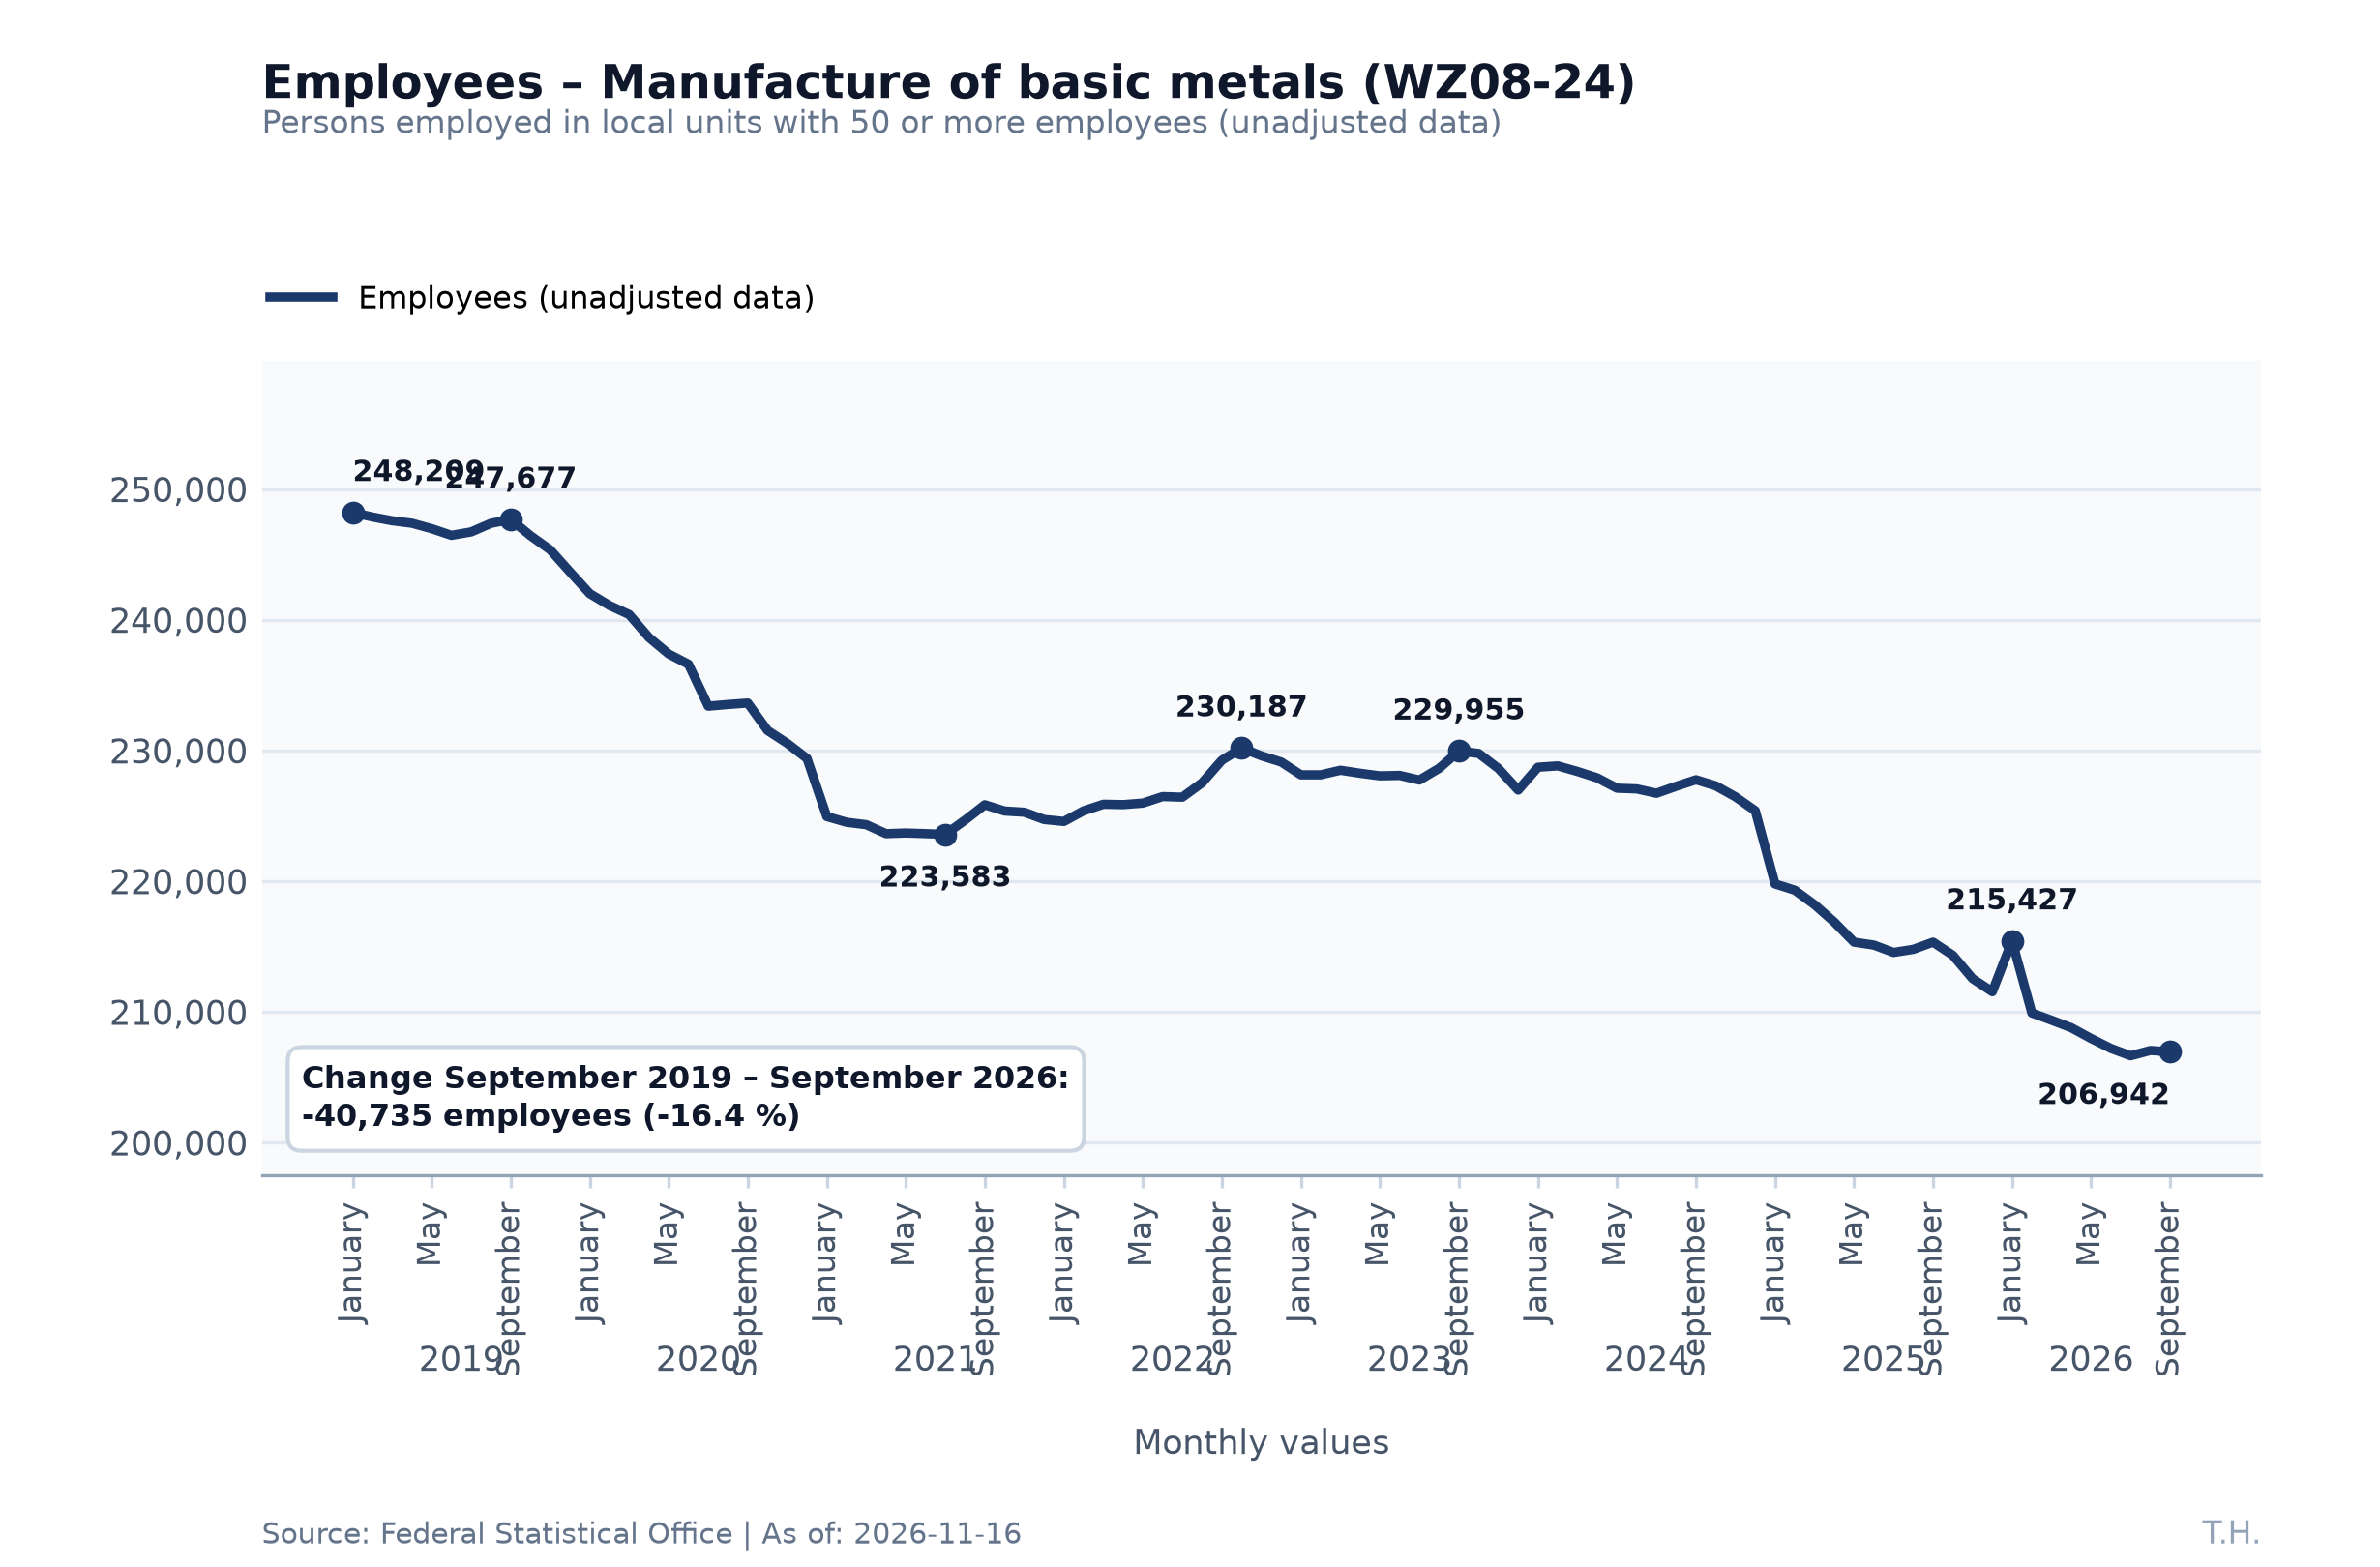 Employees – Manufacture of basic metals (WZ08-24)
Persons employed in local units with 50 or more employees (unadjusted data)
Employees (unadjusted data)
250,000
240,000
230,000
220,000
210,000
200,000
248,209
247,677
230,187
229,955
223,583
215,427
206,942
Change September 2019 – September 2026:
-40,735 employees (-16.4 %)
January
May
September
January
May
September
January
May
September
January
May
September
January
May
September
January
May
September
January
May
September
January
May
September
2019
2020
2021
2022
2023
2024
2025
2026
Monthly values
Source: Federal Statistical Office | As of: 2026-11-16
T.H.